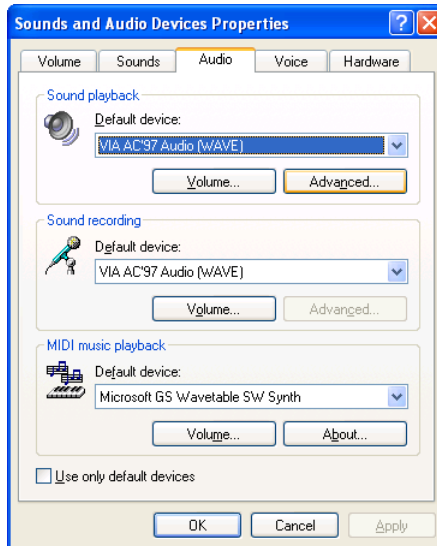 Sounds and Audio Devices Properties
Volume Sounds Audio Voice Hardware
Sound playback
Default device:
VIA AC'97 Audio (WAVE)
Volume... Advanced...
Sound recording
Default device:
VIA AC'97 Audio (WAVE)
Volume... Advanced...
MIDI music playback
Default device:
Microsoft GS Wavetable SW Synth
Volume... About...
Use only default devices
OK Cancel Apply